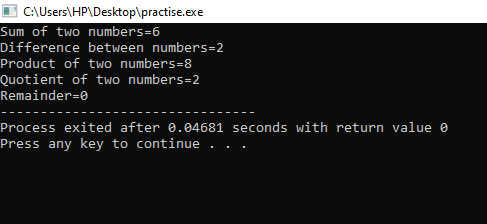 C:\Users\HP\Desktop\practise.exe
Sum of two numbers=6
Difference between numbers=2
Product of two numbers=8
Quotient of two numbers=2
Remainder=0
--------------------------------
Process exited after 0.04681 seconds with return value 0
Press any key to continue . . .